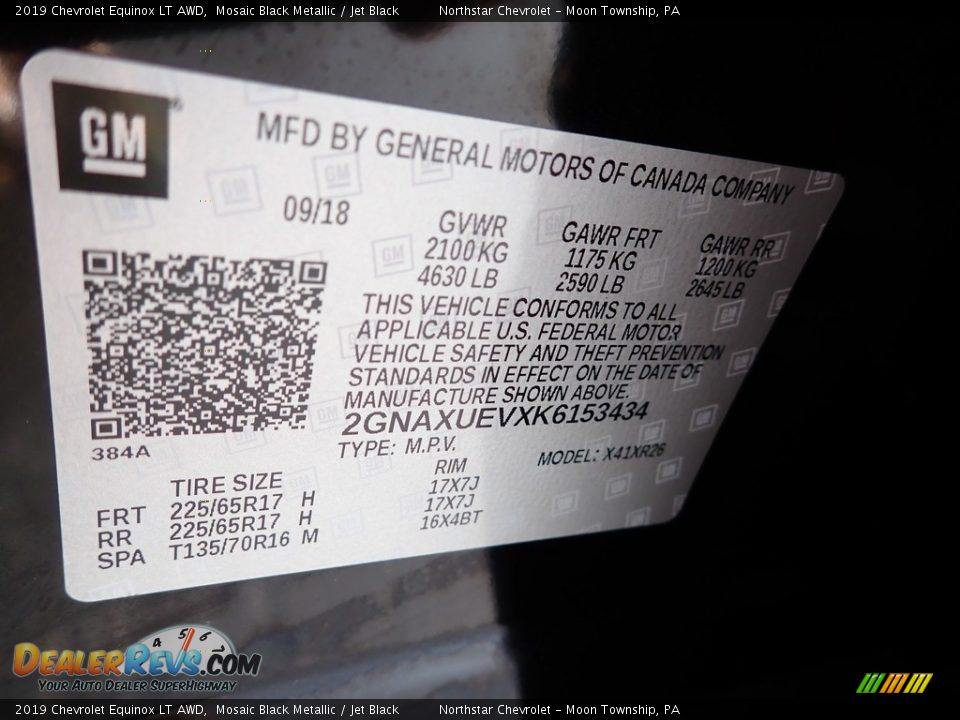 2019 Chevrolet Equinox LT AWD, Mosaic Black Metallic / Jet Black Northstar Chevrolet - Moon Township, PA
GM
MFD BY GENERAL MOTORS OF CANADA COMPANY
09/18
GVWR GAWR FRT GAWR RR
2100 KG 1175 KG 1200 KG
4630 LB 2590 LB 2645 LB
THIS VEHICLE CONFORMS TO ALL
APPLICABLE U.S. FEDERAL MOTOR
VEHICLE SAFETY AND THEFT PREVENTION
STANDARDS IN EFFECT ON THE DATE OF
MANUFACTURE SHOWN ABOVE.
2GNAXUEVXK6153434
384A
TYPE: M.P.V. MODEL: X41XR26
TIRE SIZE RIM
FRT 225/65R17 H 17X7J
RR 225/65R17 H 17X7J
SPA T135/70R16 M 16X4BT
4 5 6 7
DealerRevs.com
Your Auto Dealer SuperHighway
2019 Chevrolet Equinox LT AWD, Mosaic Black Metallic / Jet Black Northstar Chevrolet - Moon Township, PA